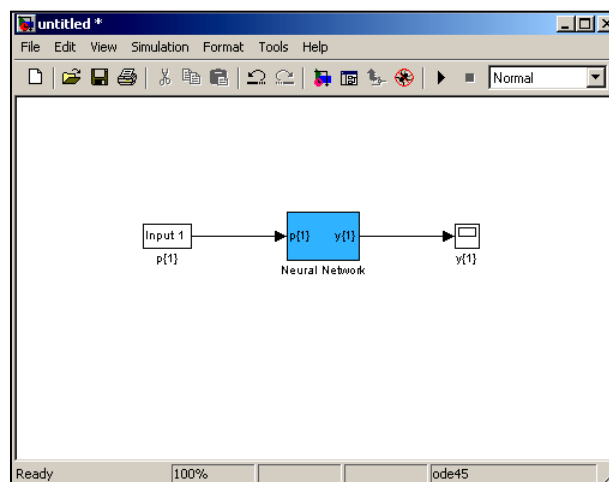 untitled *
File Edit View Simulation Format Tools Help
Normal
Input 1
p{1}
p{1} y{1}
Neural Network
y{1}
Ready 100% ode45